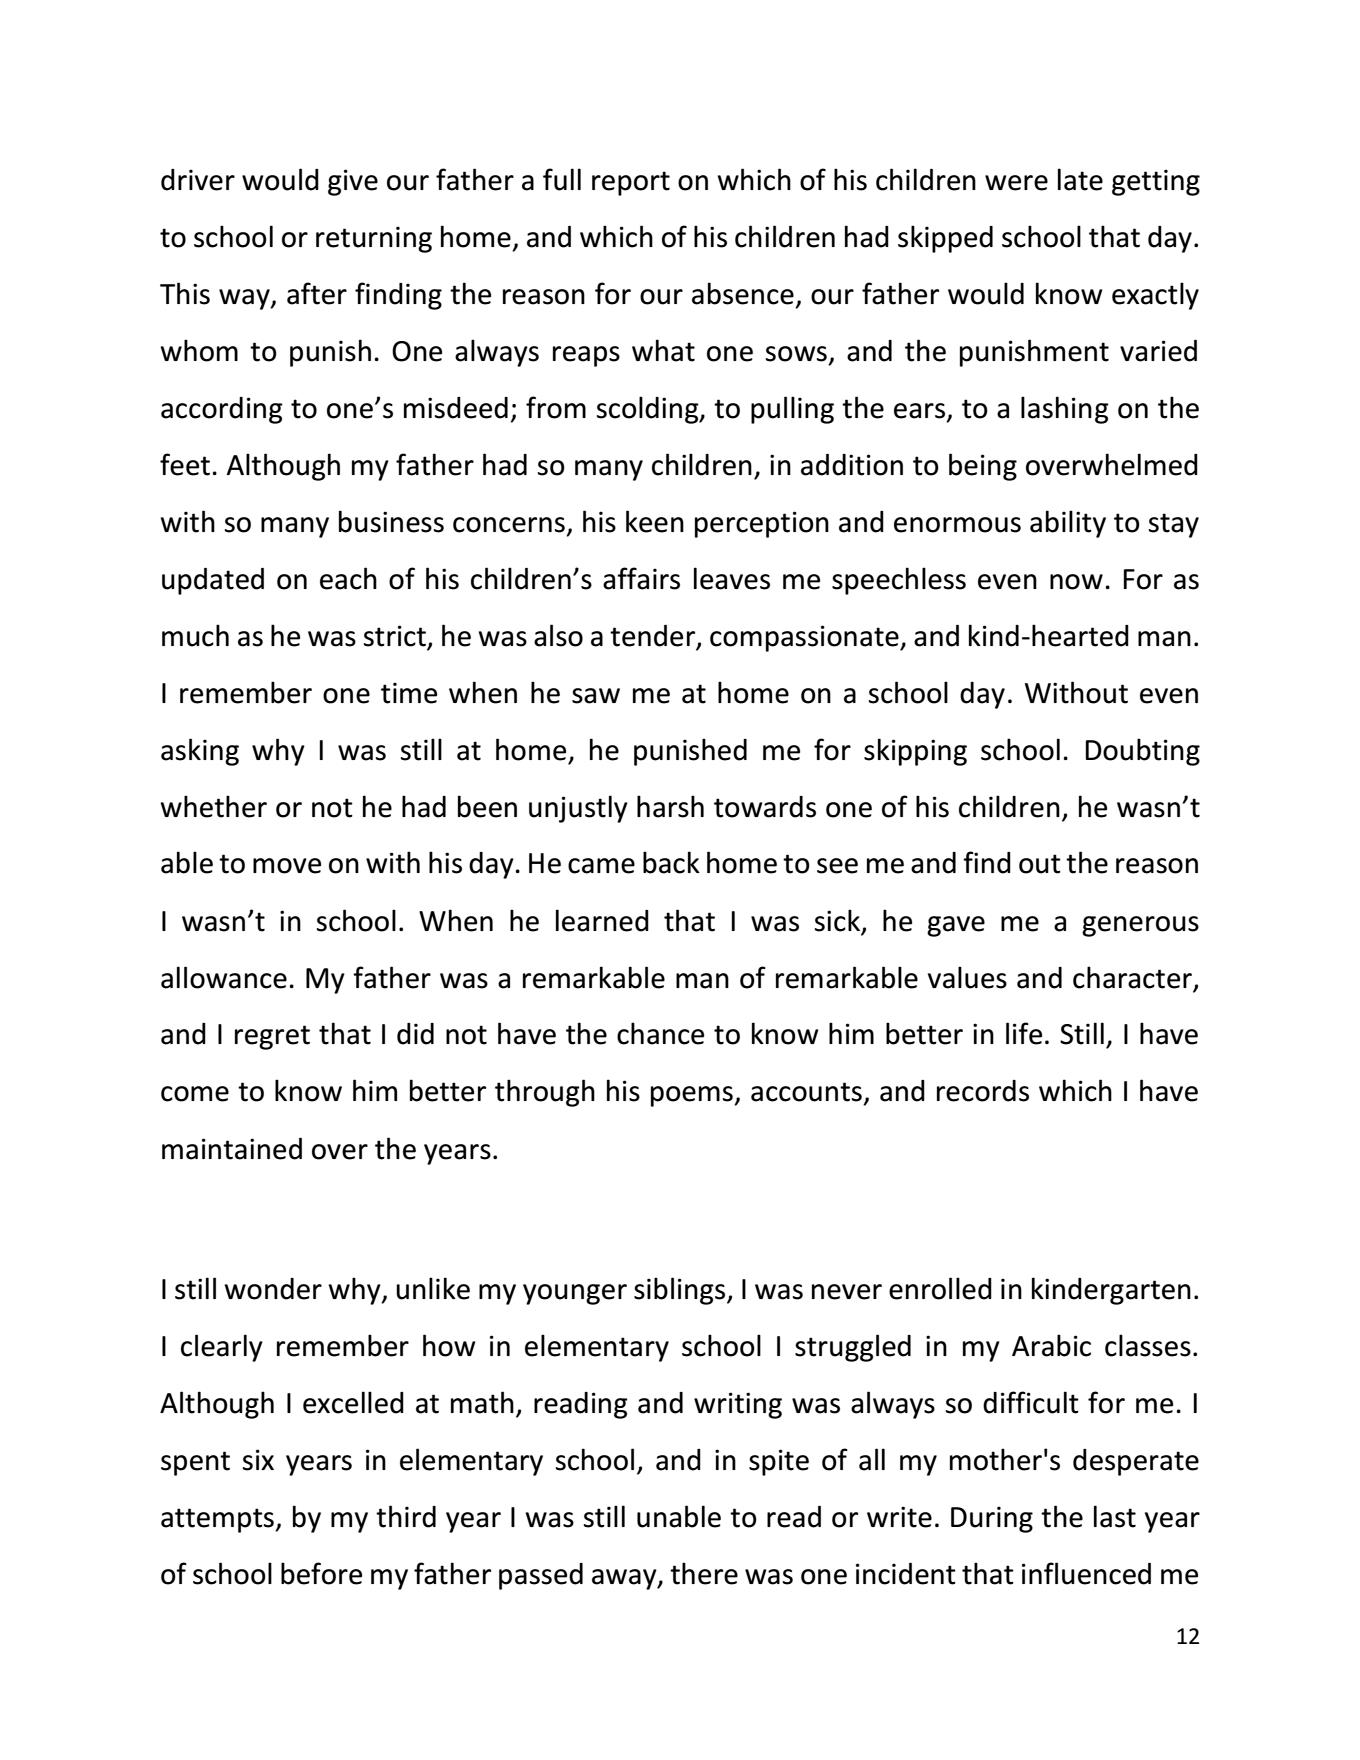 driver would give our father a full report on which of his children were late getting
to school or returning home, and which of his children had skipped school that day.
This way, after finding the reason for our absence, our father would know exactly
whom to punish. One always reaps what one sows, and the punishment varied
according to one’s misdeed; from scolding, to pulling the ears, to a lashing on the
feet. Although my father had so many children, in addition to being overwhelmed
with so many business concerns, his keen perception and enormous ability to stay
updated on each of his children’s affairs leaves me speechless even now. For as
much as he was strict, he was also a tender, compassionate, and kind-hearted man.
I remember one time when he saw me at home on a school day. Without even
asking why I was still at home, he punished me for skipping school. Doubting
whether or not he had been unjustly harsh towards one of his children, he wasn’t
able to move on with his day. He came back home to see me and find out the reason
I wasn’t in school. When he learned that I was sick, he gave me a generous
allowance. My father was a remarkable man of remarkable values and character,
and I regret that I did not have the chance to know him better in life. Still, I have
come to know him better through his poems, accounts, and records which I have
maintained over the years.
I still wonder why, unlike my younger siblings, I was never enrolled in kindergarten.
I clearly remember how in elementary school I struggled in my Arabic classes.
Although I excelled at math, reading and writing was always so difficult for me. I
spent six years in elementary school, and in spite of all my mother's desperate
attempts, by my third year I was still unable to read or write. During the last year
of school before my father passed away, there was one incident that influenced me
12